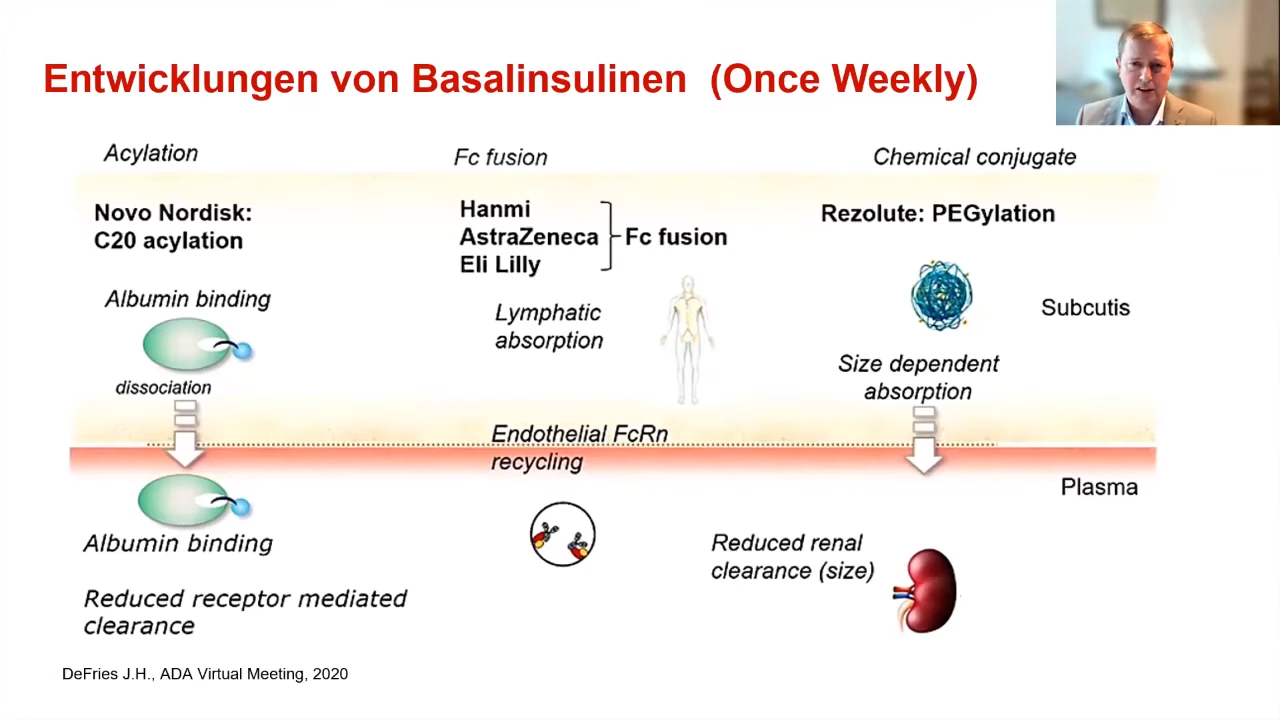 Entwicklungen von Basalinsulinen (Once Weekly)
Acylation
Fc fusion
Chemical conjugate
Novo Nordisk:
C20 acylation
Hanmi
AstraZeneca
Eli Lilly
Fc fusion
Rezolute: PEGylation
Albumin binding
Lymphatic
absorption
Subcutis
dissociation
Size dependent
absorption
Endothelial FcRn
recycling
Plasma
Albumin binding
Reduced renal
clearance (size)
Reduced receptor mediated
clearance
DeFries J.H., ADA Virtual Meeting, 2020